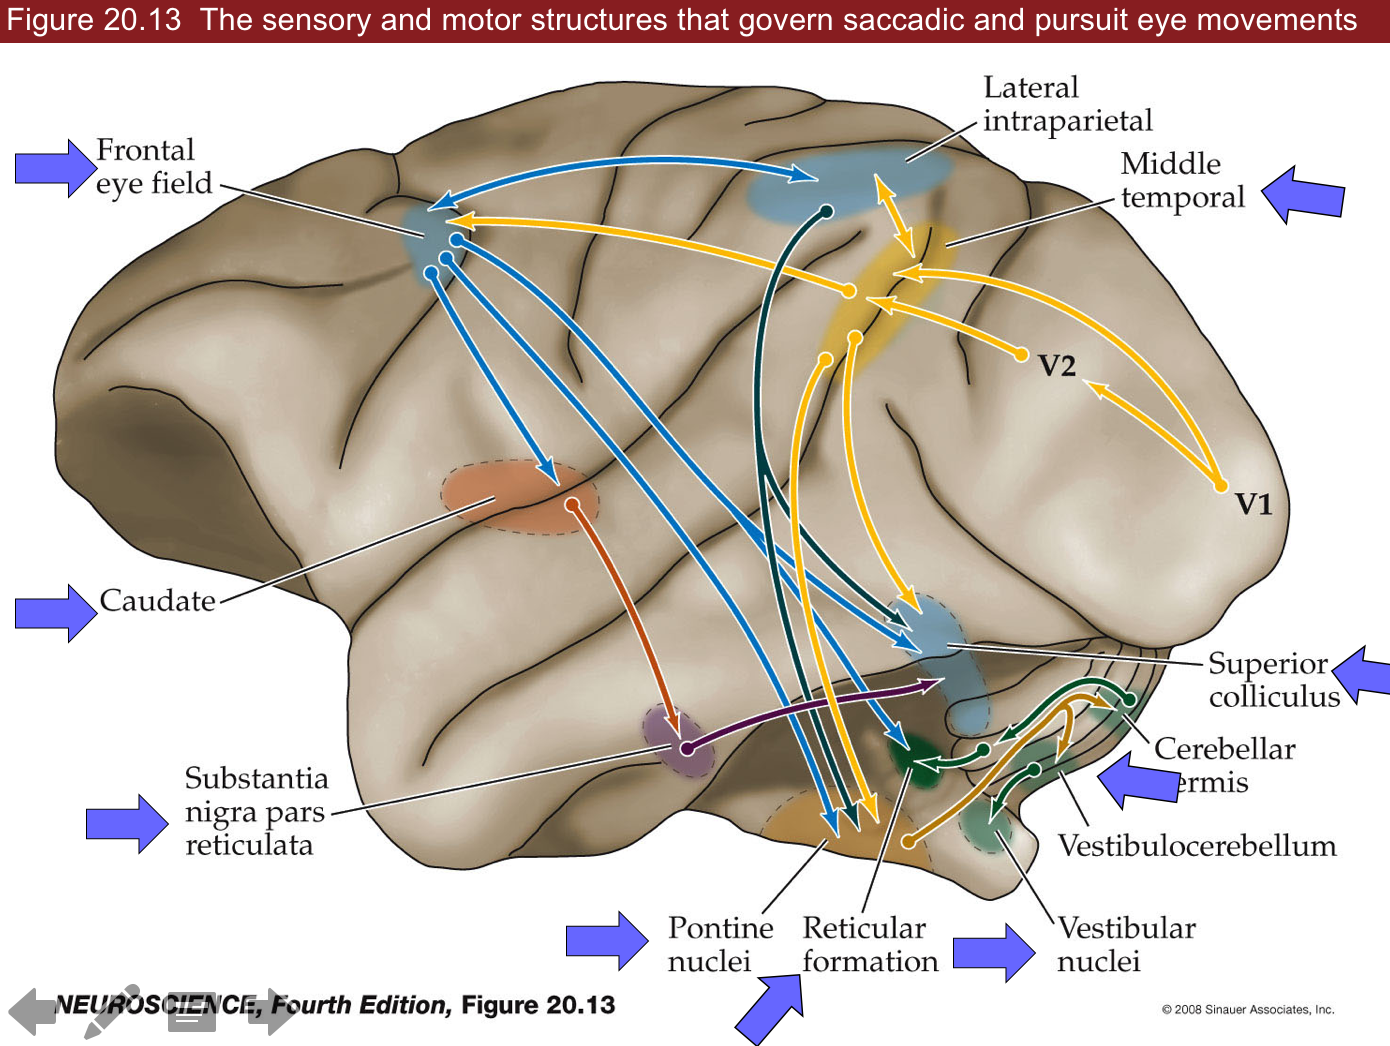 Figure 20.13 The sensory and motor structures that govern saccadic and pursuit eye movements
Lateral
intraparietal
Frontal
eye field
Middle
temporal
V2
V1
Caudate
Superior
colliculus
Cerebellar
ermis
Substantia
nigra pars
reticulata
Vestibulocerebellum
Pontine
nuclei
Reticular
formation
Vestibular
nuclei
NEUROSCIENCE, Fourth Edition, Figure 20.13
© 2008 Sinauer Associates, Inc.